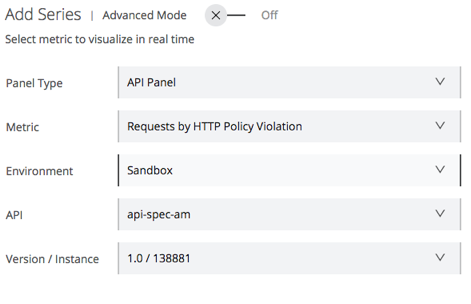 Add Series | Advanced Mode Off
Select metric to visualize in real time
Panel Type API Panel
Metric Requests by HTTP Policy Violation
Environment Sandbox
API api-spec-am
Version / Instance 1.0 / 138881